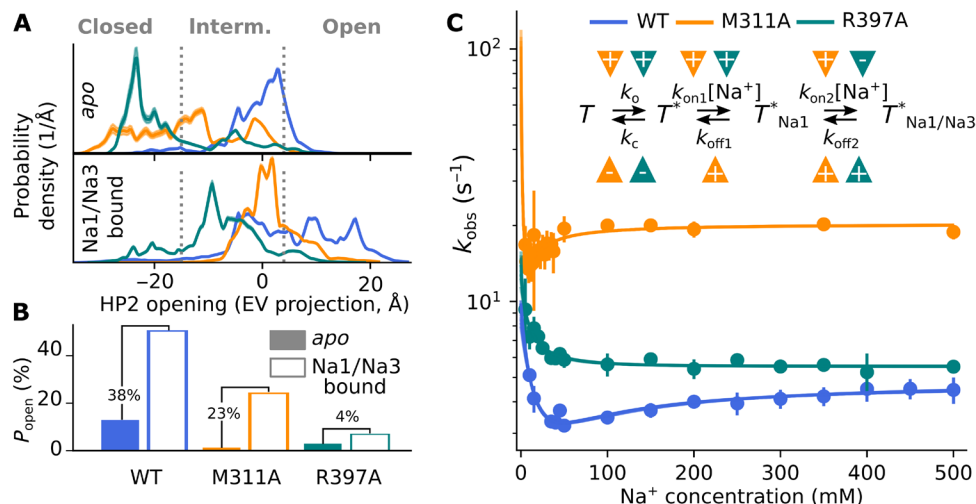 A
Closed
Interm.
Open
Probability
density (1/Å)
apo
Na1/Na3
bound
−20
0
20
HP2 opening (EV projection, Å)
B
P_open (%)
40
20
0
38%
23%
4%
apo
Na1/Na3
bound
WT
M311A
R397A
C
WT
M311A
R397A
k_obs (s⁻¹)
10²
10¹
+ + + + + -
k_o k_on1[Na⁺] k_on2[Na⁺]
T T* T*_Na1 T*_Na1/Na3
k_c k_off1 k_off2
- - + + +
0
100
200
300
400
500
Na⁺ concentration (mM)